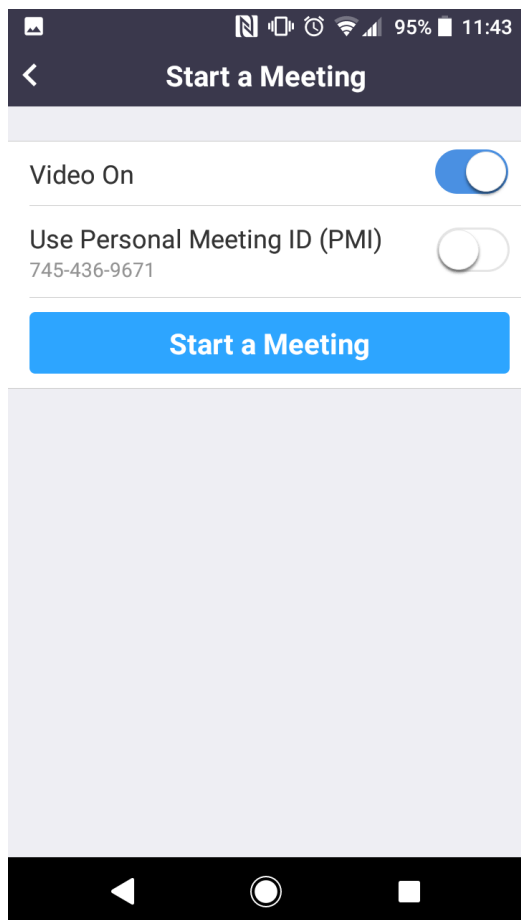 95% 11:43
Start a Meeting
Video On
Use Personal Meeting ID (PMI)
745-436-9671
Start a Meeting